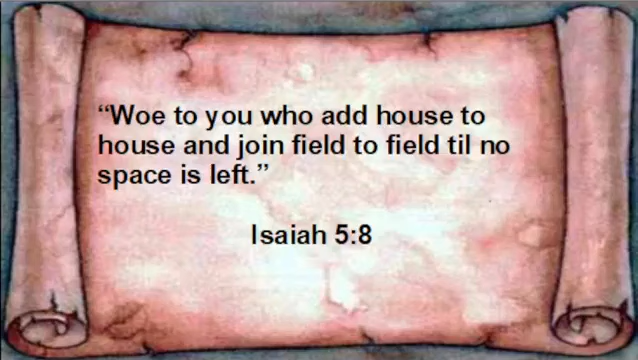 “Woe to you who add house to
house and join field to field til no
space is left.”
Isaiah 5:8